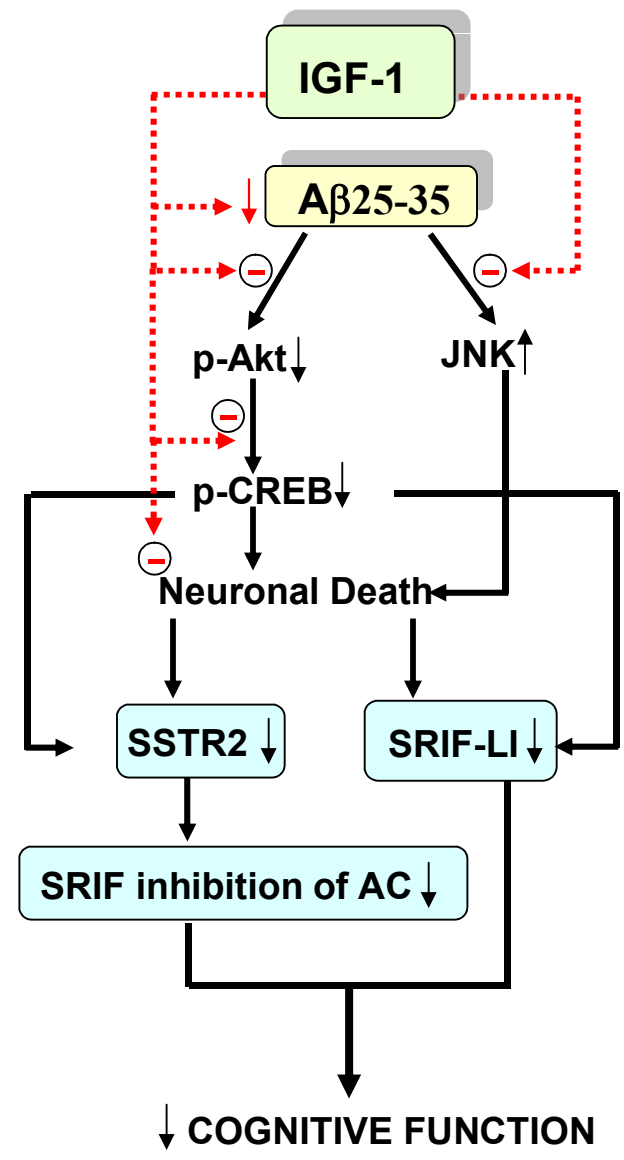 IGF-1
↓ Aβ25-35
−
−
p-Akt↓
JNK↑
−
p-CREB↓
−
Neuronal Death
SSTR2 ↓
SRIF-LI ↓
SRIF inhibition of AC ↓
↓ COGNITIVE FUNCTION